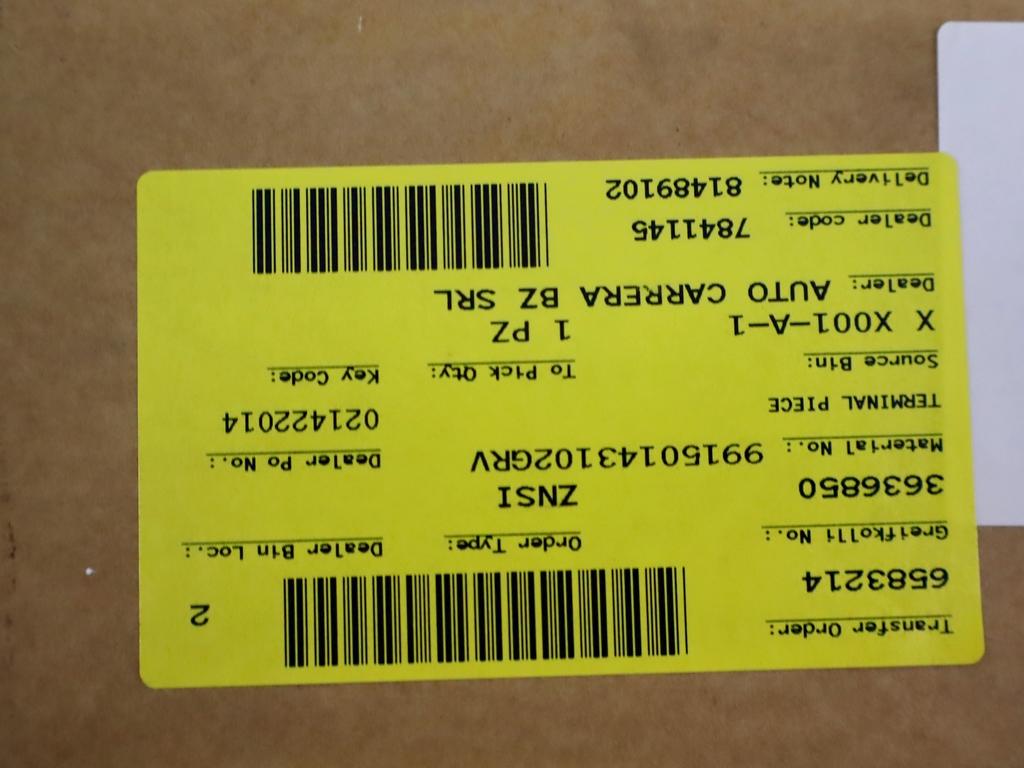 Transfer Order:
6583214
2
Greifkolli No.: Order Type: Dealer Bin Loc.:
3636850 ZNSI
Material No.: 99150143102GRV Dealer Po No.:
TERMINAL PIECE 021422014
Source Bin: To Pick Qty: Key Code:
X X001-A-1 1 PZ
Dealer: AUTO CARRERA BZ SRL
Dealer code: 7841145
Delivery Note: 81489102